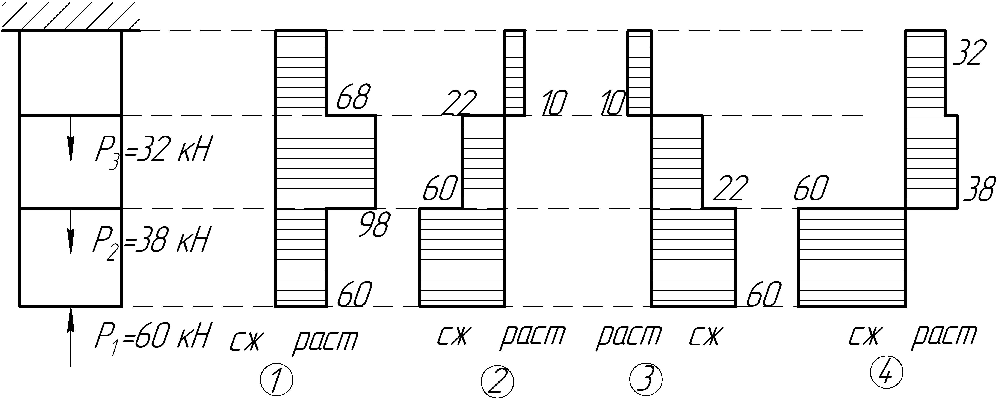 32
68
22
10
10
P3=32 кН
60
22
60
38
98
P2=38 кН
60
60
P1=60 кН
сж раст
сж раст
раст сж
сж раст
1
2
3
4